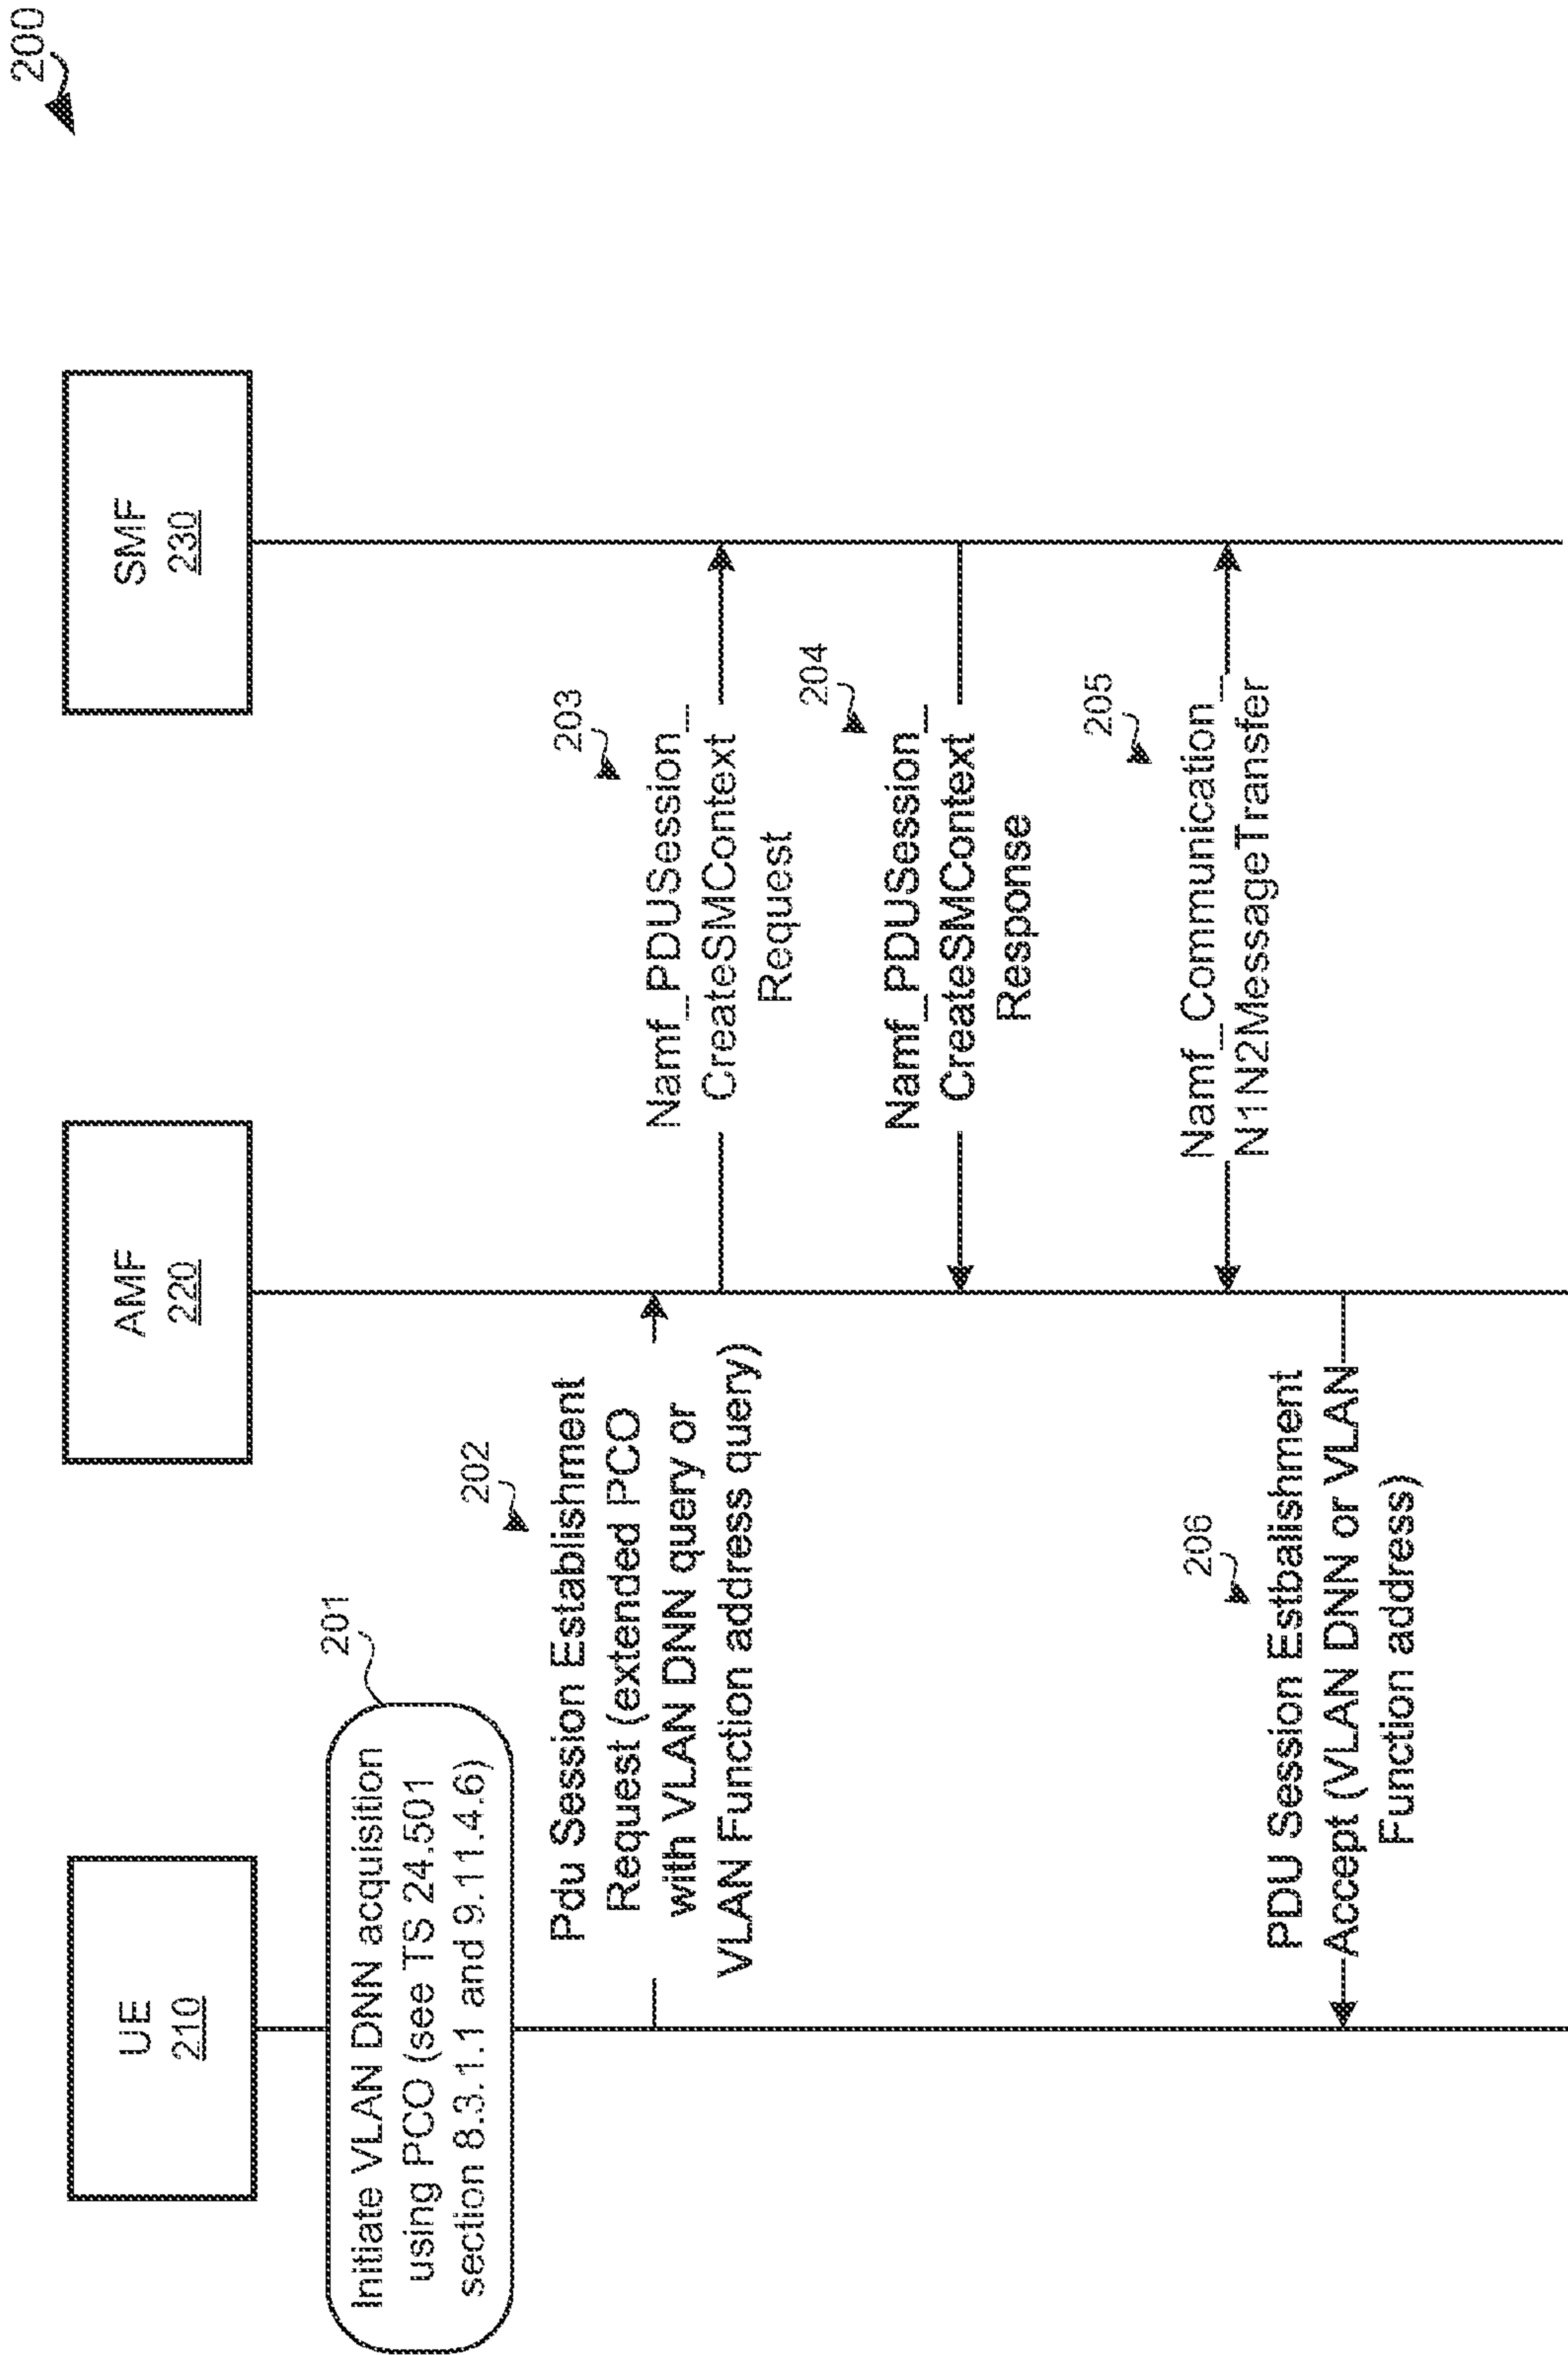 200
UE
210
AMF
220
SMF
230
201
Initiate VLAN DNN acquisition
using PCO (see TS 24.501
section 8.3.1.1 and 9.11.4.6)
202
Pdu Session Establishment
Request (extended PCO
with VLAN DNN query or
VLAN Function address query)
203
Namf_PDUSession_
CreateSMContext
Request
204
Namf_PDUSession_
CreateSMContext
Response
205
Namf_Communication_
N1N2MessageTransfer
206
PDU Session Estbalishment
Accept (VLAN DNN or VLAN
Function address)